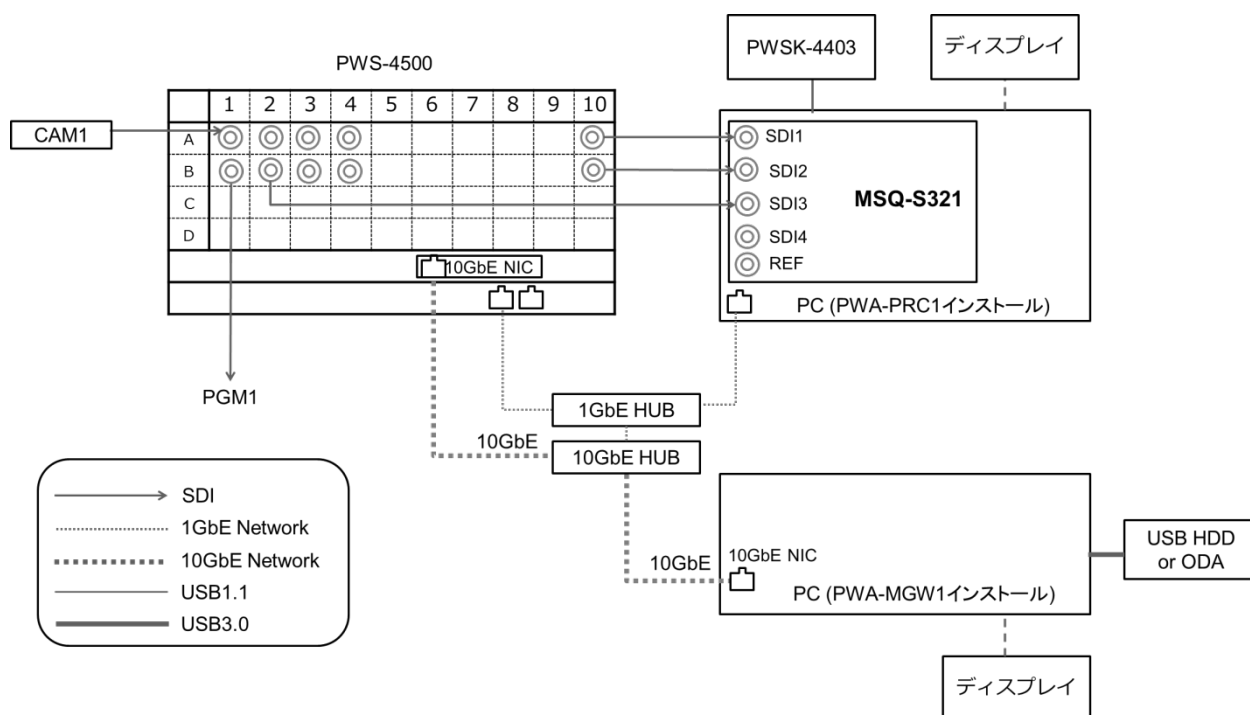 PWSK-4403
ディスプレイ
PWS-4500
1 2 3 4 5 6 7 8 9 10
CAM1
A
B
C
D
10GbE NIC
SDI1
SDI2
SDI3
SDI4
REF
MSQ-S321
PC (PWA-PRC1インストール)
PGM1
1GbE HUB
10GbE
10GbE HUB
SDI
1GbE Network
10GbE Network
USB1.1
USB3.0
10GbE
10GbE NIC
PC (PWA-MGW1インストール)
USB HDD
or ODA
ディスプレイ